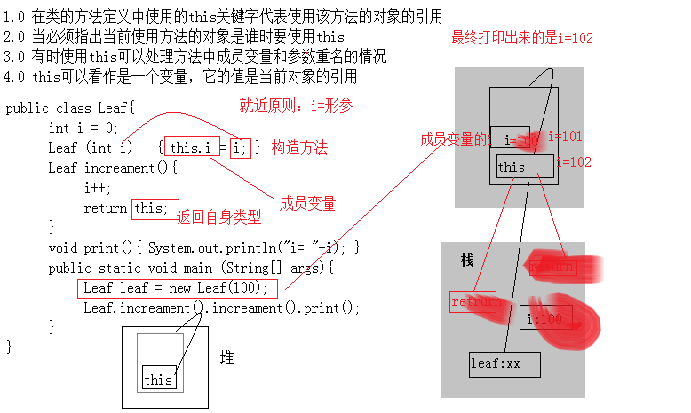 1.0 在类的方法定义中使用的this关键字代表使用该方法的对象的引用
2.0 当必须指出当前使用方法的对象是谁时要使用this
3.0 有时使用this可以处理方法中成员变量和参数重名的情况
4.0 this可以看作是一个变量，它的值是当前对象的引用
最终打印出来的是i=102
public class Leaf{
就近原则：i=形参
int i = 0;
Leaf (int i) { this.i = i; }
构造方法
成员变量的
i=
i=101
this
i=102
Leaf increament(){
i++;
成员变量
return this;
返回自身类型
}
void print() { System.out.println("i= "+i); }
public static void main (String[] args){
Leaf leaf = new Leaf(100);
Leaf.increament().increament().print();
}
}
this
堆
栈
return
retrun
i:100
leaf:xx